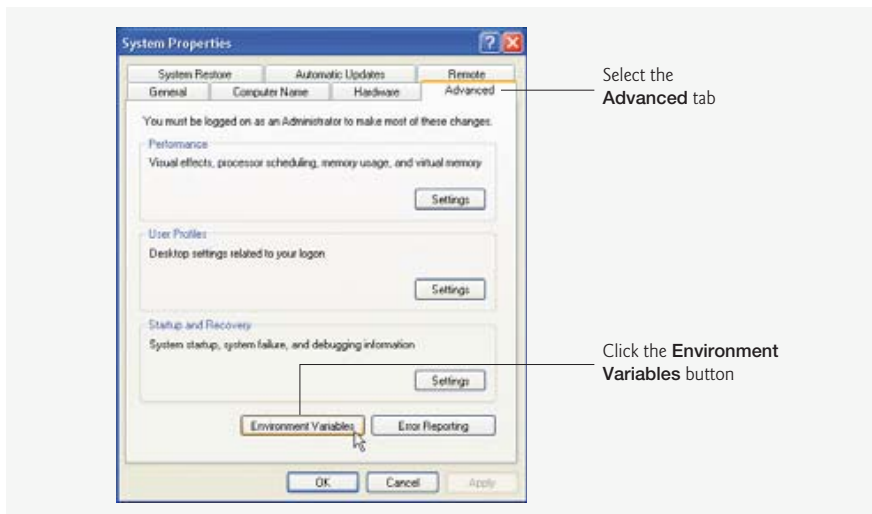 System Properties
System Restore Automatic Updates Remote
General Computer Name Hardware Advanced
Select the
Advanced tab
You must be logged on as an Administrator to make most of these changes.
Performance
Visual effects, processor scheduling, memory usage, and virtual memory
Settings
User Profiles
Desktop settings related to your logon
Settings
Startup and Recovery
System startup, system failure, and debugging information
Settings
Click the Environment
Variables button
Environment Variables Error Reporting
OK Cancel Apply